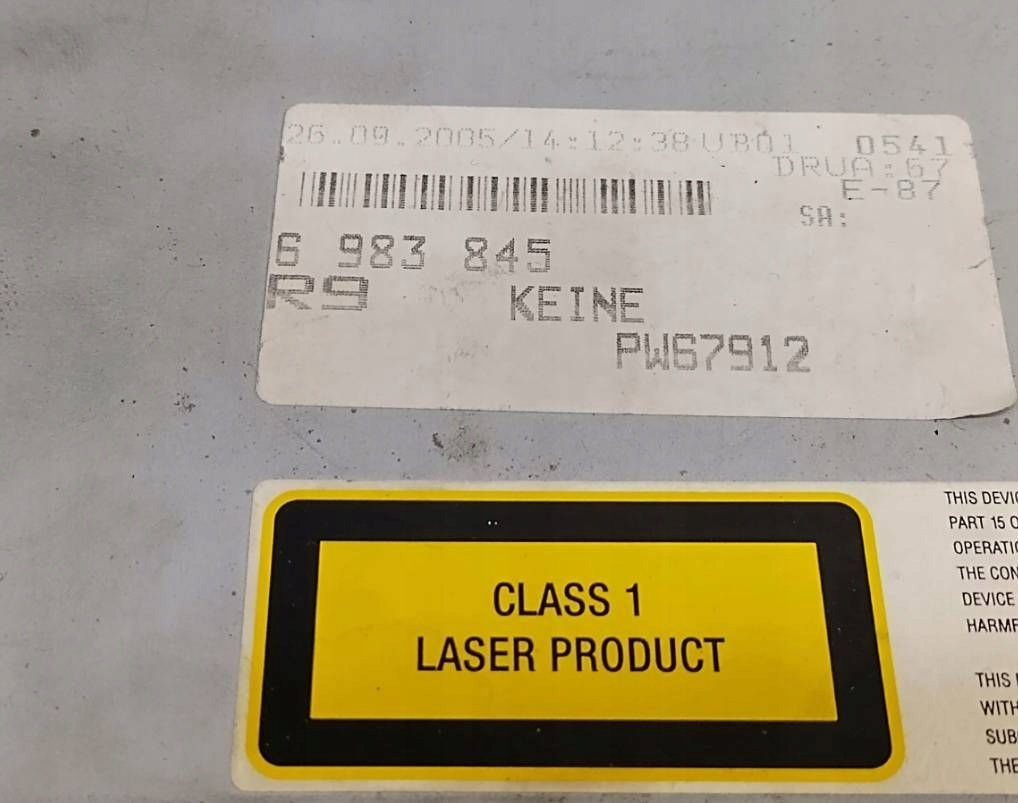 26.09.2005/14:12:38 UB01 0541
DRUA:67
E-87
SA:
6 983 845
R9 KEINE
PW67912
CLASS 1
LASER PRODUCT
THIS DEVIC
PART 15 O
OPERATIO
THE CON
DEVICE
HARMF
THIS
WITH
SUB
THE